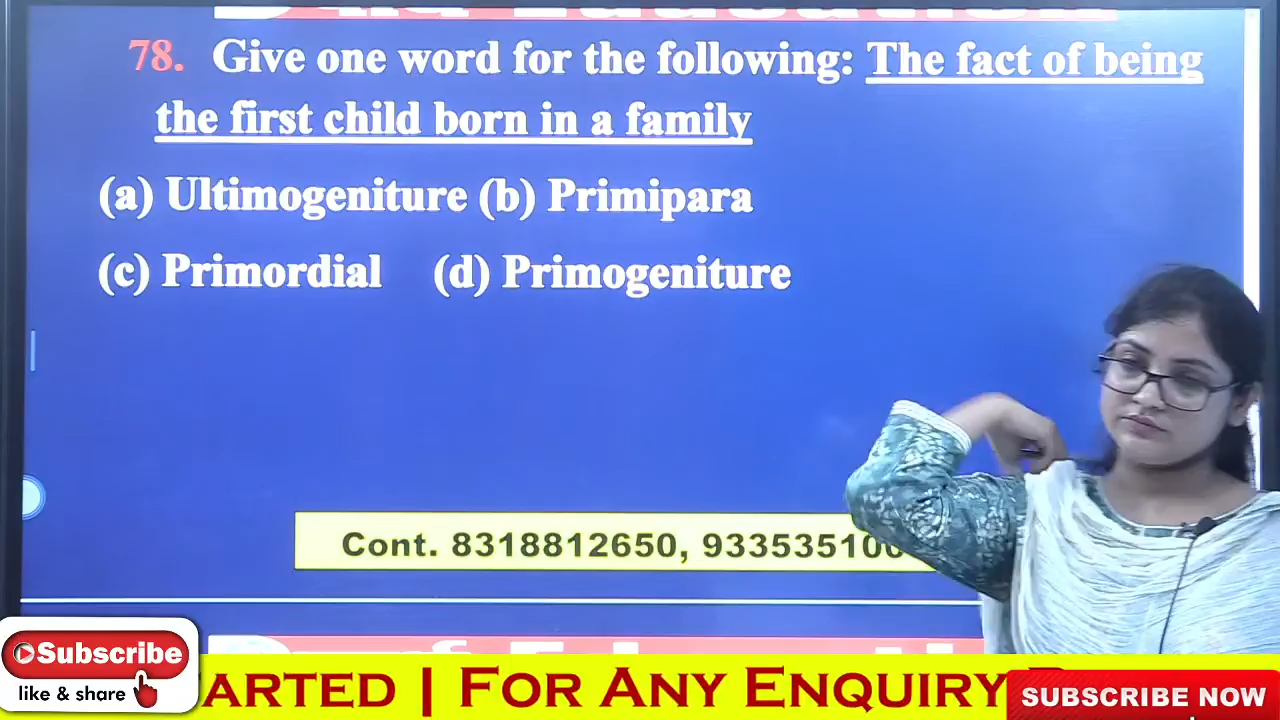 78. Give one word for the following: The fact of being
the first child born in a family
(a) Ultimogeniture (b) Primipara
(c) Primordial (d) Primogeniture
Cont. 8318812650, 933535100
Subscribe
like & share
ARTED | FOR ANY ENQUIRY
SUBSCRIBE NOW